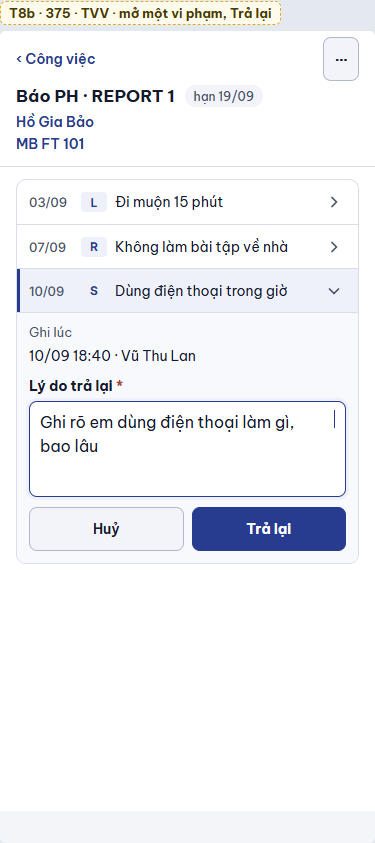 T8b · 375 · TVV · mở một vi phạm, Trả lại
‹ Công việc
···
Báo PH · REPORT 1 hạn 19/09
Hồ Gia Bảo
MB FT 101
03/09 L Đi muộn 15 phút
07/09 R Không làm bài tập về nhà
10/09 S Dùng điện thoại trong giờ
Ghi lúc
10/09 18:40 · Vũ Thu Lan
Lý do trả lại *
Ghi rõ em dùng điện thoại làm gì,
bao lâu
Huỷ Trả lại